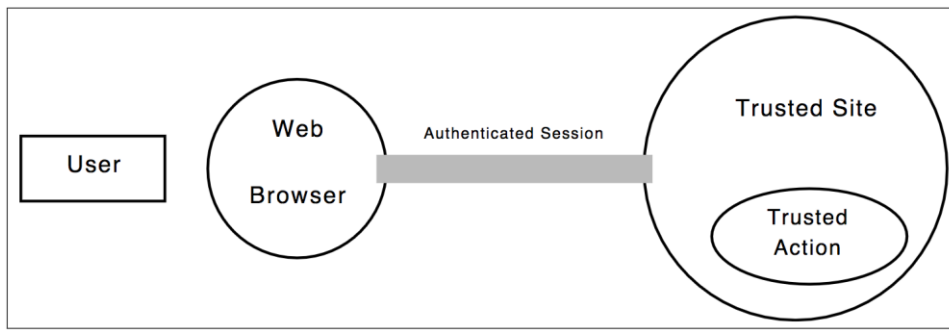 User
Web
Browser
Authenticated Session
Trusted Site
Trusted
Action